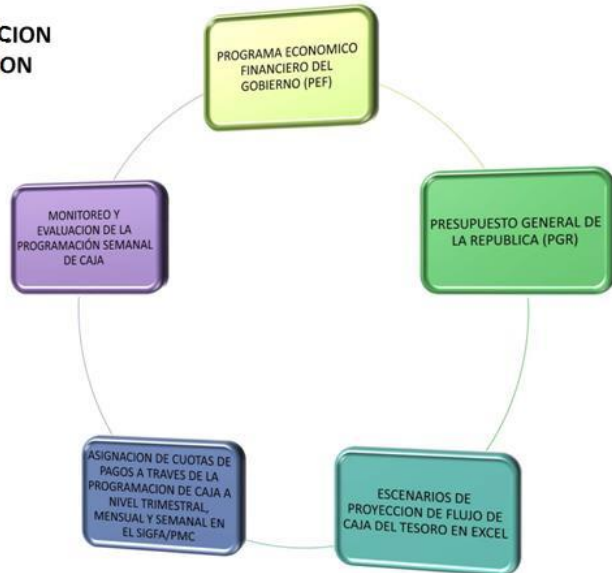 CION
ON
PROGRAMA ECONOMICO
FINANCIERO DEL
GOBIERNO (PEF)
PRESUPUESTO GENERAL DE
LA REPUBLICA (PGR)
ESCENARIOS DE
PROYECCION DE FLUJO DE
CAJA DEL TESORO EN EXCEL
ASIGNACION DE CUOTAS DE
PAGOS A TRAVES DE LA
PROGRAMACION DE CAJA A
NIVEL TRIMESTRAL,
MENSUAL Y SEMANAL EN
EL SIGFA/PMC
MONITOREO Y
EVALUACION DE LA
PROGRAMACIÓN SEMANAL
DE CAJA